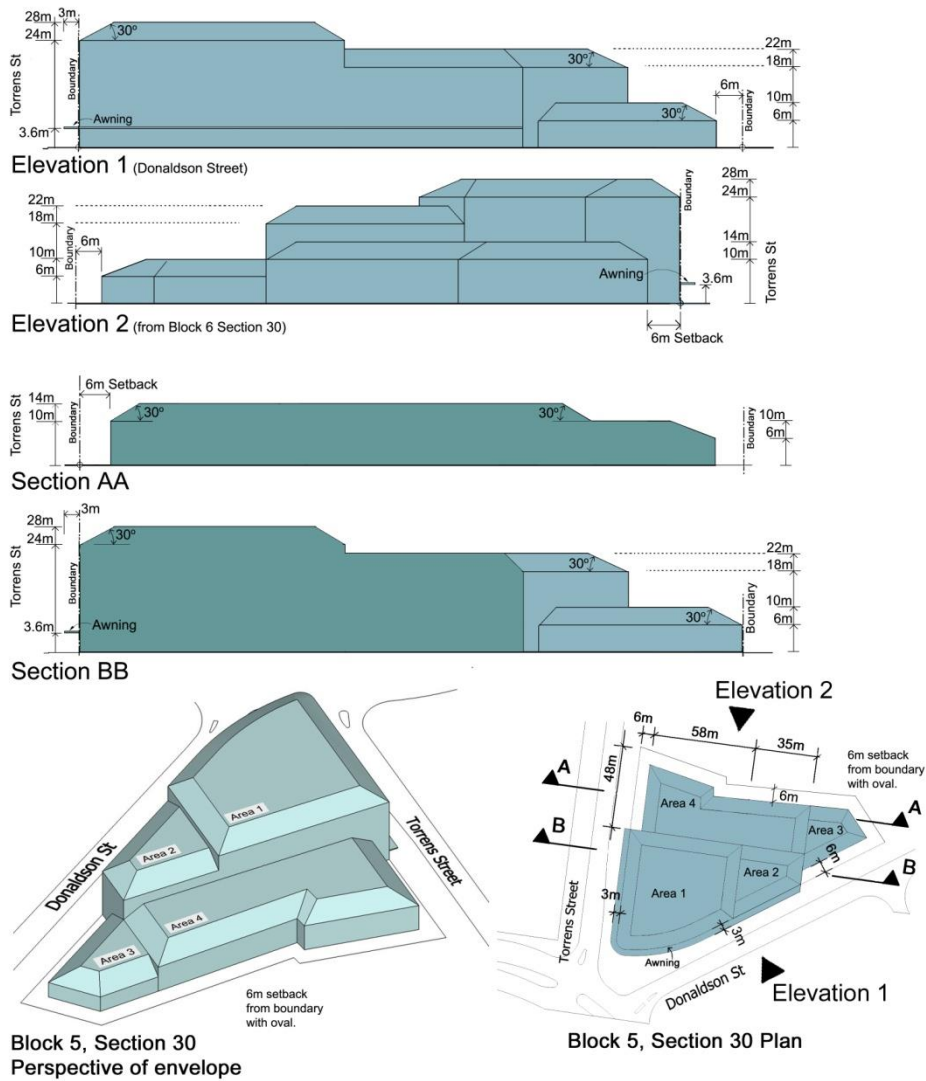 3m
28m
24m
30º
Torrens St
Boundary
Awning
3.6m
30º
22m
18m
30º
6m
10m
6m
Boundary
Elevation 1 (Donaldson Street)
22m
18m
6m
10m
6m
Boundary
28m
24m
14m
10m
Boundary
Torrens St
Awning
3.6m
6m Setback
Elevation 2 (from Block 6 Section 30)
6m Setback
14m
10m
30º
30º
Torrens St
Boundary
Boundary
10m
6m
Section AA
3m
28m
24m
30º
Torrens St
Boundary
Awning
3.6m
30º
22m
18m
30º
10m
6m
Boundary
Section BB
Area 1
Area 2
Area 4
Area 3
Donaldson St
Torrens Street
6m setback
from boundary
with oval.
Block 5, Section 30
Perspective of envelope
Elevation 2
6m
58m
35m
48m
6m setback
from boundary
with oval.
A
A
B
B
6m
6m
Area 4
Area 3
Area 2
Area 1
3m
3m
Awning
Torrens Street
Donaldson St
Elevation 1
Block 5, Section 30 Plan